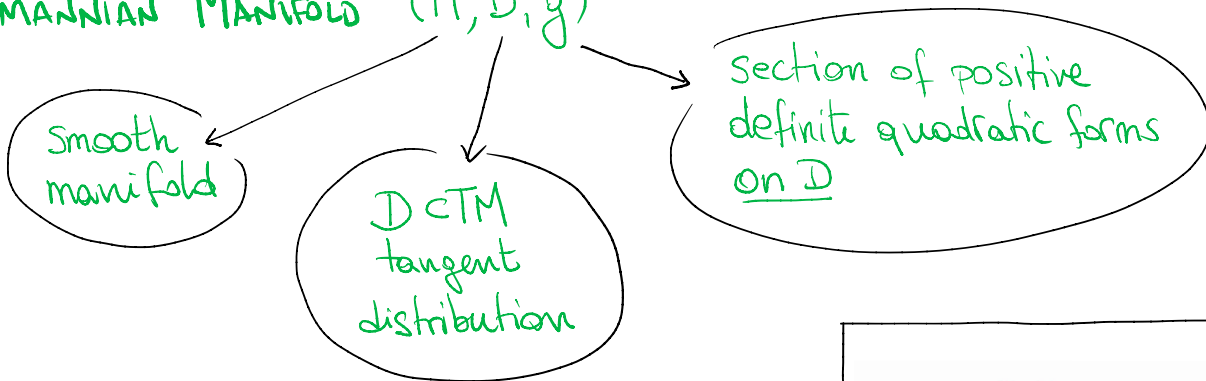 MANNIAN MANIFOLD (M, D, g)
smooth
manifold
D ⊂ TM
tangent
distribution
section of positive
definite quadratic forms
on D